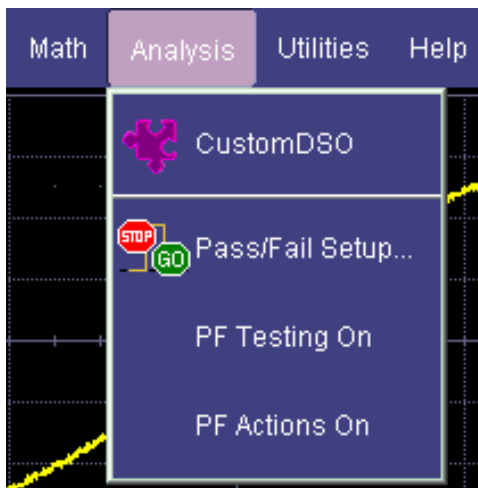 Math Analysis Utilities Help
CustomDSO
STOP
GO
Pass/Fail Setup...
PF Testing On
PF Actions On